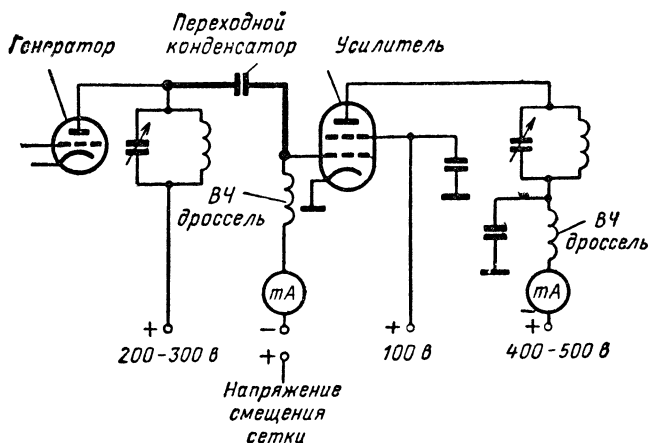 Генератор
Переходной
конденсатор
Усилитель
ВЧ
дроссель
ВЧ
дроссель
mA
mA
200-300 в
100 в
400-500 в
Напряжение
смещения
сетки